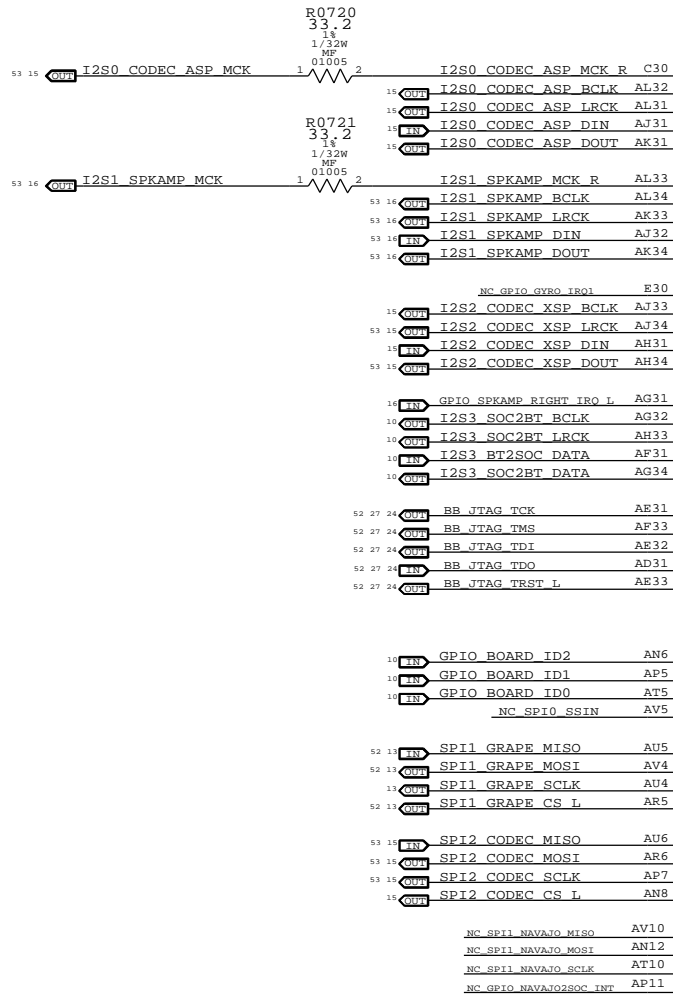 R0720
33.2
1%
1/32W
MF
01005
53 15 OUT I2S0_CODEC_ASP_MCK 1 2 I2S0_CODEC_ASP_MCK_R C30
15 OUT I2S0_CODEC_ASP_BCLK AL32
15 OUT I2S0_CODEC_ASP_LRCK AL31
15 IN I2S0_CODEC_ASP_DIN AJ31
15 OUT I2S0_CODEC_ASP_DOUT AK31
R0721
33.2
1%
1/32W
MF
01005
53 16 OUT I2S1_SPKAMP_MCK 1 2 I2S1_SPKAMP_MCK_R AL33
53 16 OUT I2S1_SPKAMP_BCLK AL34
53 16 OUT I2S1_SPKAMP_LRCK AK33
53 16 IN I2S1_SPKAMP_DIN AJ32
53 16 OUT I2S1_SPKAMP_DOUT AK34
NC_GPIO_GYRO_IRQ1 E30
15 OUT I2S2_CODEC_XSP_BCLK AJ33
53 15 OUT I2S2_CODEC_XSP_LRCK AJ34
15 IN I2S2_CODEC_XSP_DIN AH31
53 15 OUT I2S2_CODEC_XSP_DOUT AH34
16 IN GPIO_SPKAMP_RIGHT_IRQ_L AG31
10 OUT I2S3_SOC2BT_BCLK AG32
10 OUT I2S3_SOC2BT_LRCK AH33
10 IN I2S3_BT2SOC_DATA AF31
10 OUT I2S3_SOC2BT_DATA AG34
52 27 24 OUT BB_JTAG_TCK AE31
52 27 24 OUT BB_JTAG_TMS AF33
52 27 24 OUT BB_JTAG_TDI AE32
52 27 24 IN BB_JTAG_TDO AD31
52 27 24 OUT BB_JTAG_TRST_L AE33
10 IN GPIO_BOARD_ID2 AN6
10 IN GPIO_BOARD_ID1 AP5
10 IN GPIO_BOARD_ID0 AT5
NC_SPI0_SSIN AV5
52 13 IN SPI1_GRAPE_MISO AU5
52 13 OUT SPI1_GRAPE_MOSI AV4
13 OUT SPI1_GRAPE_SCLK AU4
52 13 OUT SPI1_GRAPE_CS_L AR5
53 15 IN SPI2_CODEC_MISO AU6
53 15 OUT SPI2_CODEC_MOSI AR6
53 15 OUT SPI2_CODEC_SCLK AP7
15 OUT SPI2_CODEC_CS_L AN8
NC_SPI1_NAVAJO_MISO AV10
NC_SPI1_NAVAJO_MOSI AN12
NC_SPI1_NAVAJO_SCLK AT10
NC_GPIO_NAVAJO2SOC_INT AP11